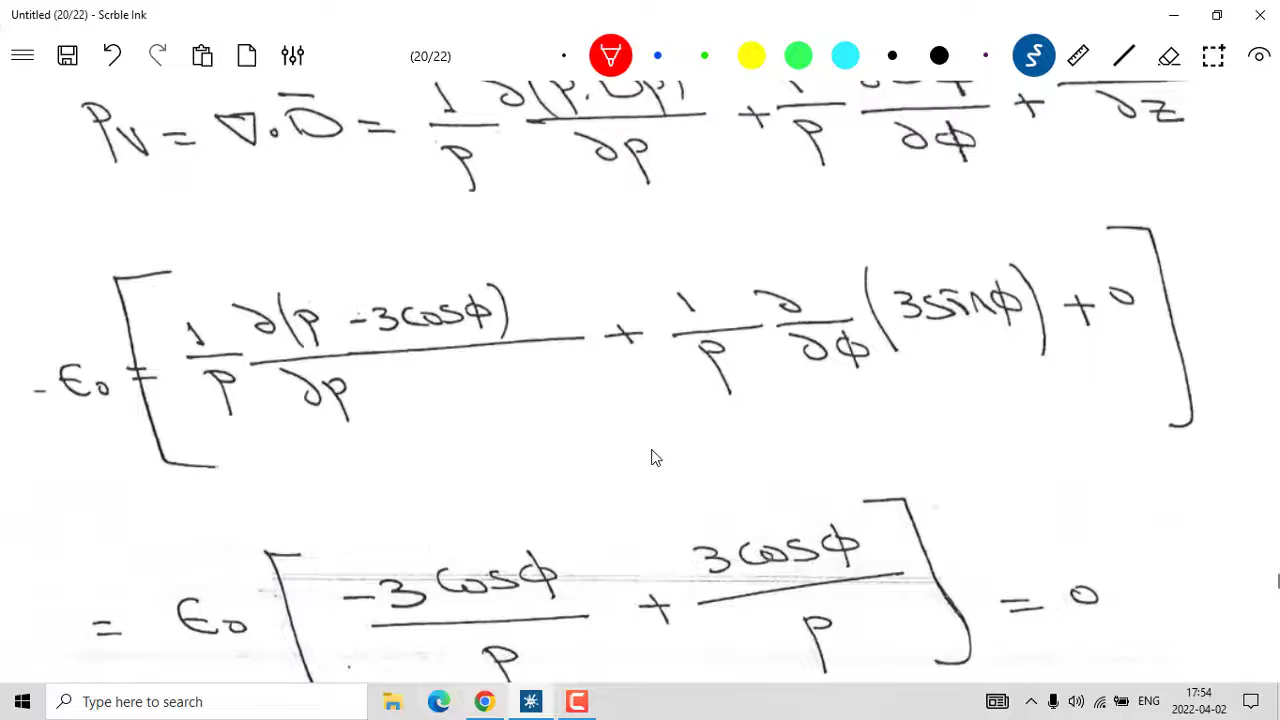 Untitled (20/22) - Scrble Ink
(20/22)
ρv = ∇·D̄ = 1/ρ ∂(ρ·Dρ)/∂ρ + 1/ρ ∂Dφ/∂φ + /∂z
-ε0 = [ 1/ρ ∂(ρ -3cosφ)/∂ρ + 1/ρ ∂/∂φ (3sinφ) + 0 ]
= ε0 [ -3cosφ/ρ + 3cosφ/ρ ] = 0
Type here to search
ENG
17:54
2022-04-02